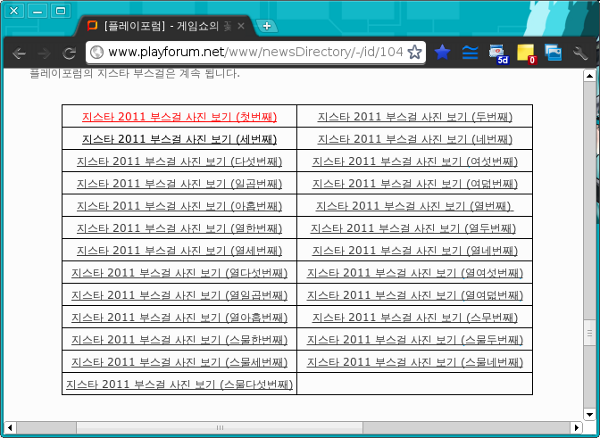 [플레이포럼] - 게임쇼의 꽃
www.playforum.net/www/newsDirectory/-/id/104
5d
0
플레이포럼의 지스타 부스걸은 계속 됩니다.
지스타 2011 부스걸 사진 보기 (첫번째) 지스타 2011 부스걸 사진 보기 (두번째)
지스타 2011 부스걸 사진 보기 (세번째) 지스타 2011 부스걸 사진 보기 (네번째)
지스타 2011 부스걸 사진 보기 (다섯번째) 지스타 2011 부스걸 사진 보기 (여섯번째)
지스타 2011 부스걸 사진 보기 (일곱번째) 지스타 2011 부스걸 사진 보기 (여덟번째)
지스타 2011 부스걸 사진 보기 (아홉번째) 지스타 2011 부스걸 사진 보기 (열번째)
지스타 2011 부스걸 사진 보기 (열한번째) 지스타 2011 부스걸 사진 보기 (열두번째)
지스타 2011 부스걸 사진 보기 (열세번째) 지스타 2011 부스걸 사진 보기 (열네번째)
지스타 2011 부스걸 사진 보기 (열다섯번째) 지스타 2011 부스걸 사진 보기 (열여섯번째)
지스타 2011 부스걸 사진 보기 (열일곱번째) 지스타 2011 부스걸 사진 보기 (열여덟번째)
지스타 2011 부스걸 사진 보기 (열아홉번째) 지스타 2011 부스걸 사진 보기 (스무번째)
지스타 2011 부스걸 사진 보기 (스물한번째) 지스타 2011 부스걸 사진 보기 (스물두번째)
지스타 2011 부스걸 사진 보기 (스물세번째) 지스타 2011 부스걸 사진 보기 (스물네번째)
지스타 2011 부스걸 사진 보기 (스물다섯번째)